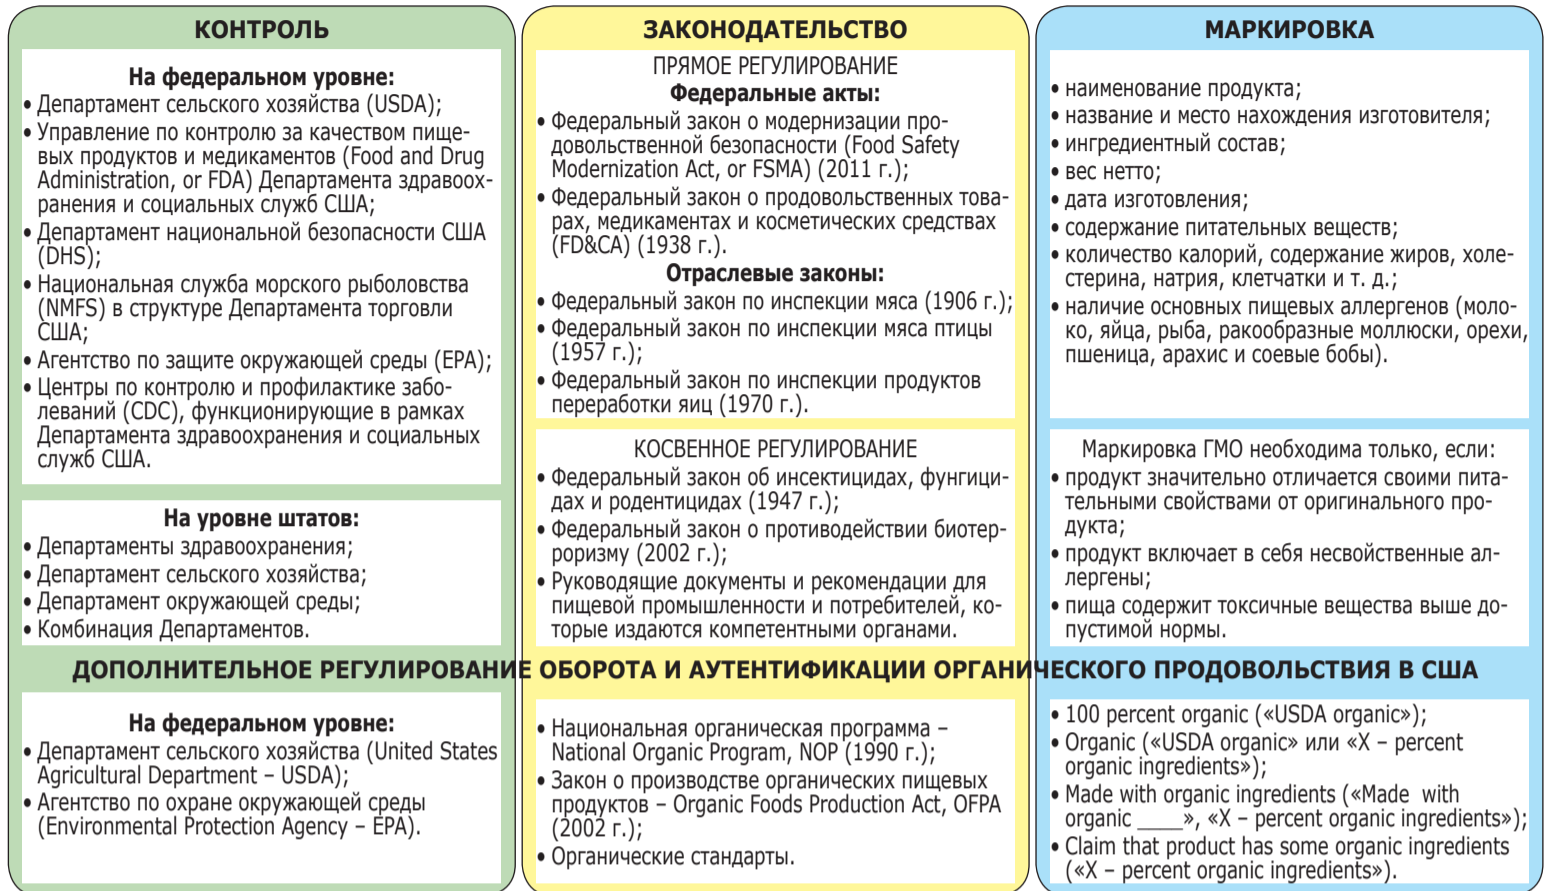 КОНТРОЛЬ
На федеральном уровне:
• Департамент сельского хозяйства (USDA);
• Управление по контролю за качеством пище-
вых продуктов и медикаментов (Food and Drug
Administration, or FDA) Департамента здравоох-
ранения и социальных служб США;
• Департамент национальной безопасности США
(DHS);
• Национальная служба морского рыболовства
(NMFS) в структуре Департамента торговли
США;
• Агентство по защите окружающей среды (EPA);
• Центры по контролю и профилактике забо-
леваний (CDC), функционирующие в рамках
Департамента здравоохранения и социальных
служб США.
На уровне штатов:
• Департаменты здравоохранения;
• Департамент сельского хозяйства;
• Департамент окружающей среды;
• Комбинация Департаментов.
ЗАКОНОДАТЕЛЬСТВО
ПРЯМОЕ РЕГУЛИРОВАНИЕ
Федеральные акты:
• Федеральный закон о модернизации про-
довольственной безопасности (Food Safety
Modernization Act, or FSMA) (2011 г.);
• Федеральный закон о продовольственных това-
рах, медикаментах и косметических средствах
(FD&CA) (1938 г.).
Отраслевые законы:
• Федеральный закон по инспекции мяса (1906 г.);
• Федеральный закон по инспекции мяса птицы
(1957 г.);
• Федеральный закон по инспекции продуктов
переработки яиц (1970 г.).
КОСВЕННОЕ РЕГУЛИРОВАНИЕ
• Федеральный закон об инсектицидах, фунгици-
дах и родентицидах (1947 г.);
• Федеральный закон о противодействии биотер-
роризму (2002 г.);
• Руководящие документы и рекомендации для
пищевой промышленности и потребителей, ко-
торые издаются компетентными органами.
МАРКИРОВКА
• наименование продукта;
• название и место нахождения изготовителя;
• ингредиентный состав;
• вес нетто;
• дата изготовления;
• содержание питательных веществ;
• количество калорий, содержание жиров, холе-
стерина, натрия, клетчатки и т. д.;
• наличие основных пищевых аллергенов (моло-
ко, яйца, рыба, ракообразные моллюски, орехи,
пшеница, арахис и соевые бобы).
Маркировка ГМО необходима только, если:
• продукт значительно отличается своими пита-
тельными свойствами от оригинального про-
дукта;
• продукт включает в себя несвойственные ал-
лергены;
• пища содержит токсичные вещества выше до-
пустимой нормы.
ДОПОЛНИТЕЛЬНОЕ РЕГУЛИРОВАНИЕ ОБОРОТА И АУТЕНТИФИКАЦИИ ОРГАНИЧЕСКОГО ПРОДОВОЛЬСТВИЯ В США
На федеральном уровне:
• Департамент сельского хозяйства (United States
Agricultural Department – USDA);
• Агентство по охране окружающей среды
(Environmental Protection Agency – EPA).
• Национальная органическая программа –
National Organic Program, NOP (1990 г.);
• Закон о производстве органических пищевых
продуктов – Organic Foods Production Act, OFPA
(2002 г.);
• Органические стандарты.
• 100 percent organic («USDA organic»);
• Organic («USDA organic» или «X – percent
organic ingredients»);
• Made with organic ingredients («Made with
organic ____», «X – percent organic ingredients»);
• Claim that product has some organic ingredients
(«X – percent organic ingredients»).